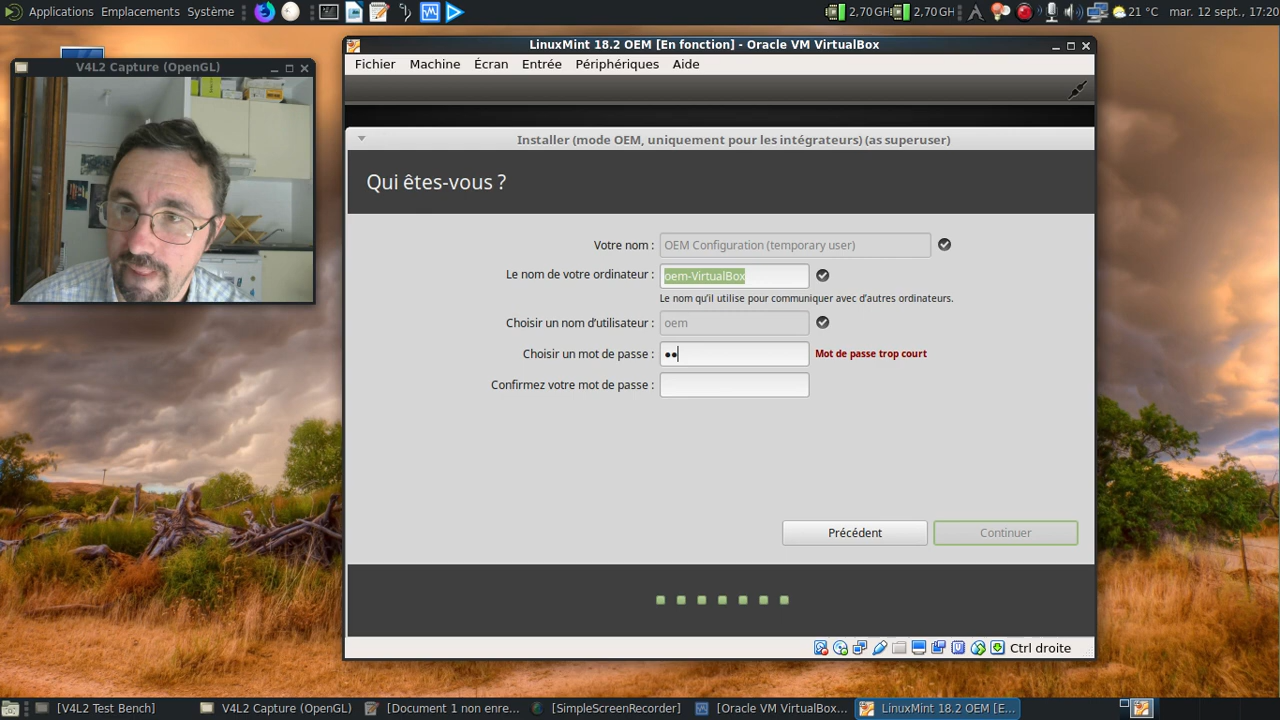 Applications Emplacements Système 2,70 GH 2,70 GH 21 °C mar. 12 sept., 17:20
LinuxMint 18.2 OEM [En fonction] - Oracle VM VirtualBox
Fichier Machine Écran Entrée Périphériques Aide
V4L2 Capture (OpenGL)
Installer (mode OEM, uniquement pour les intégrateurs) (as superuser)
Qui êtes-vous ?
Votre nom : OEM Configuration (temporary user)
Le nom de votre ordinateur : oem-VirtualBox
Le nom qu’il utilise pour communiquer avec d’autres ordinateurs.
Choisir un nom d’utilisateur : oem
Choisir un mot de passe : ●● Mot de passe trop court
Confirmez votre mot de passe :
Précédent Continuer
Ctrl droite
[V4L2 Test Bench] V4L2 Capture (OpenGL) [Document 1 non enre... [SimpleScreenRecorder] [Oracle VM VirtualBox... LinuxMint 18.2 OEM [E...